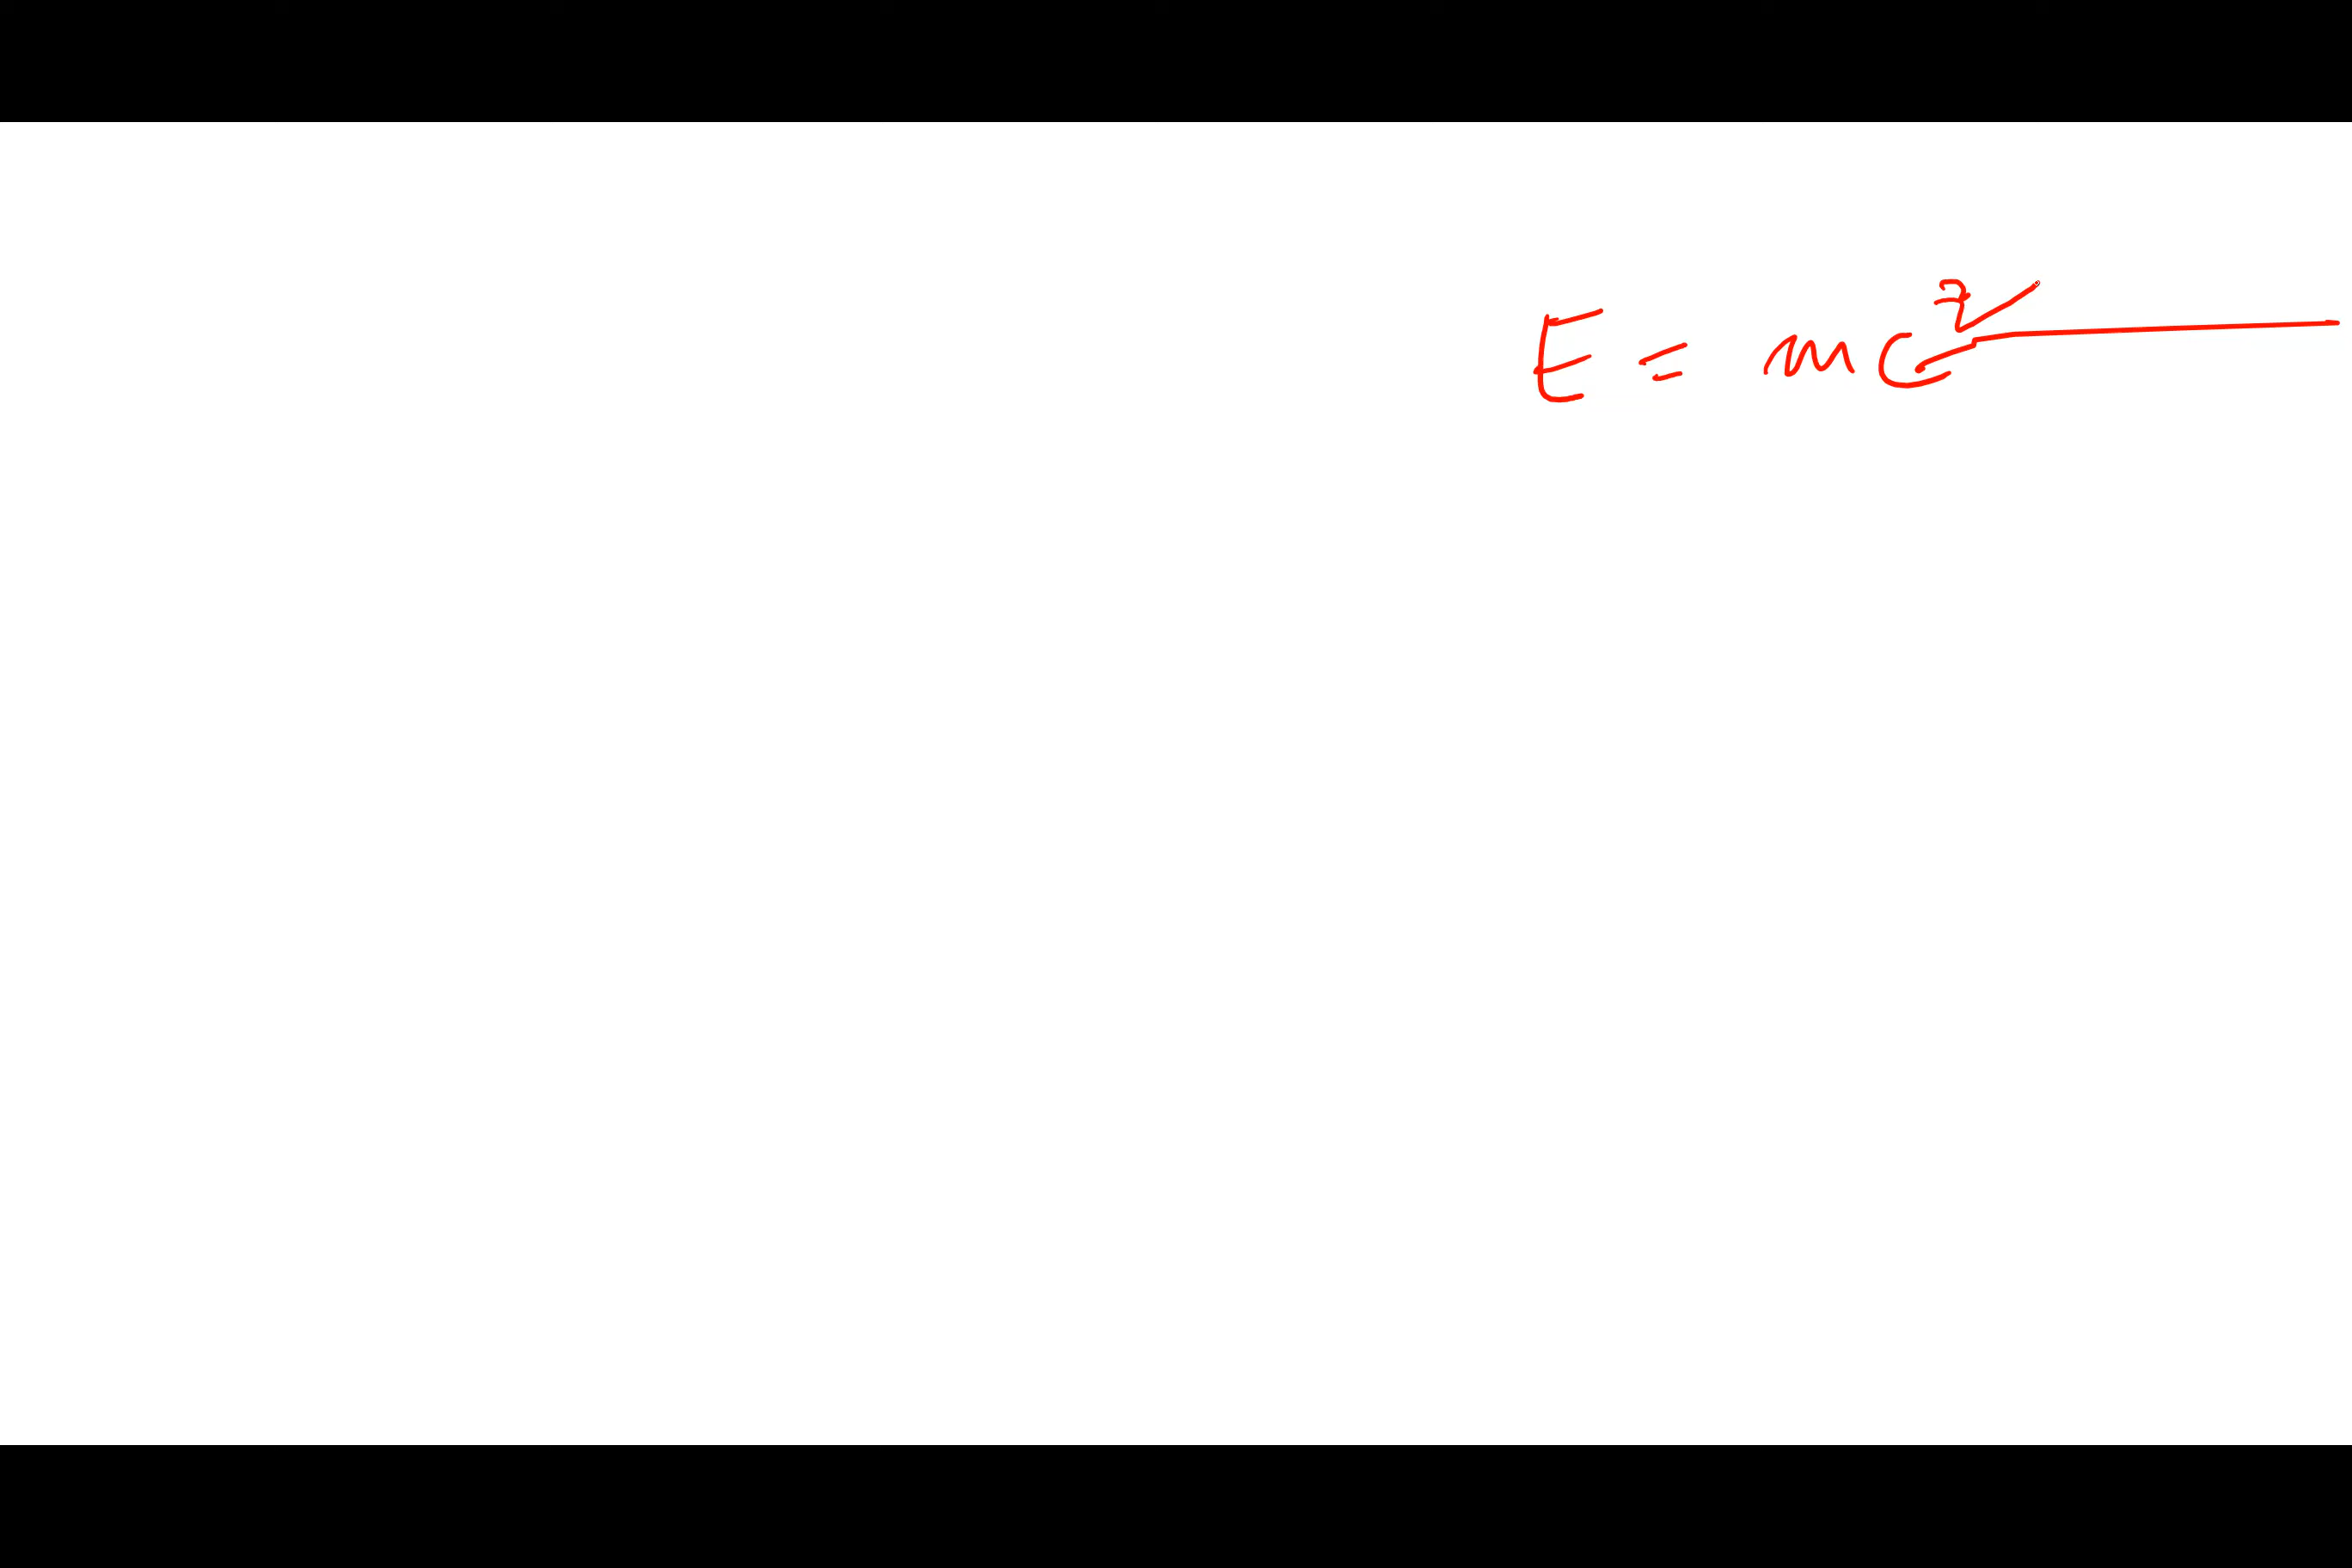 E = mc²